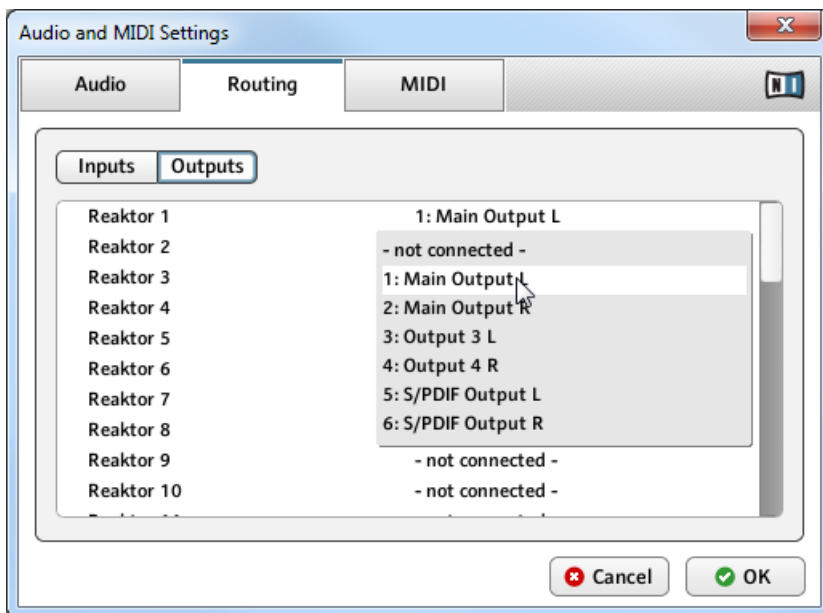 Audio and MIDI Settings
Audio Routing MIDI NI
Inputs Outputs
Reaktor 1 1: Main Output L
Reaktor 2 - not connected -
Reaktor 3 1: Main Output L
Reaktor 4 2: Main Output R
Reaktor 5 3: Output 3 L
Reaktor 6 4: Output 4 R
Reaktor 7 5: S/PDIF Output L
Reaktor 8 6: S/PDIF Output R
Reaktor 9 - not connected -
Reaktor 10 - not connected -
Cancel OK